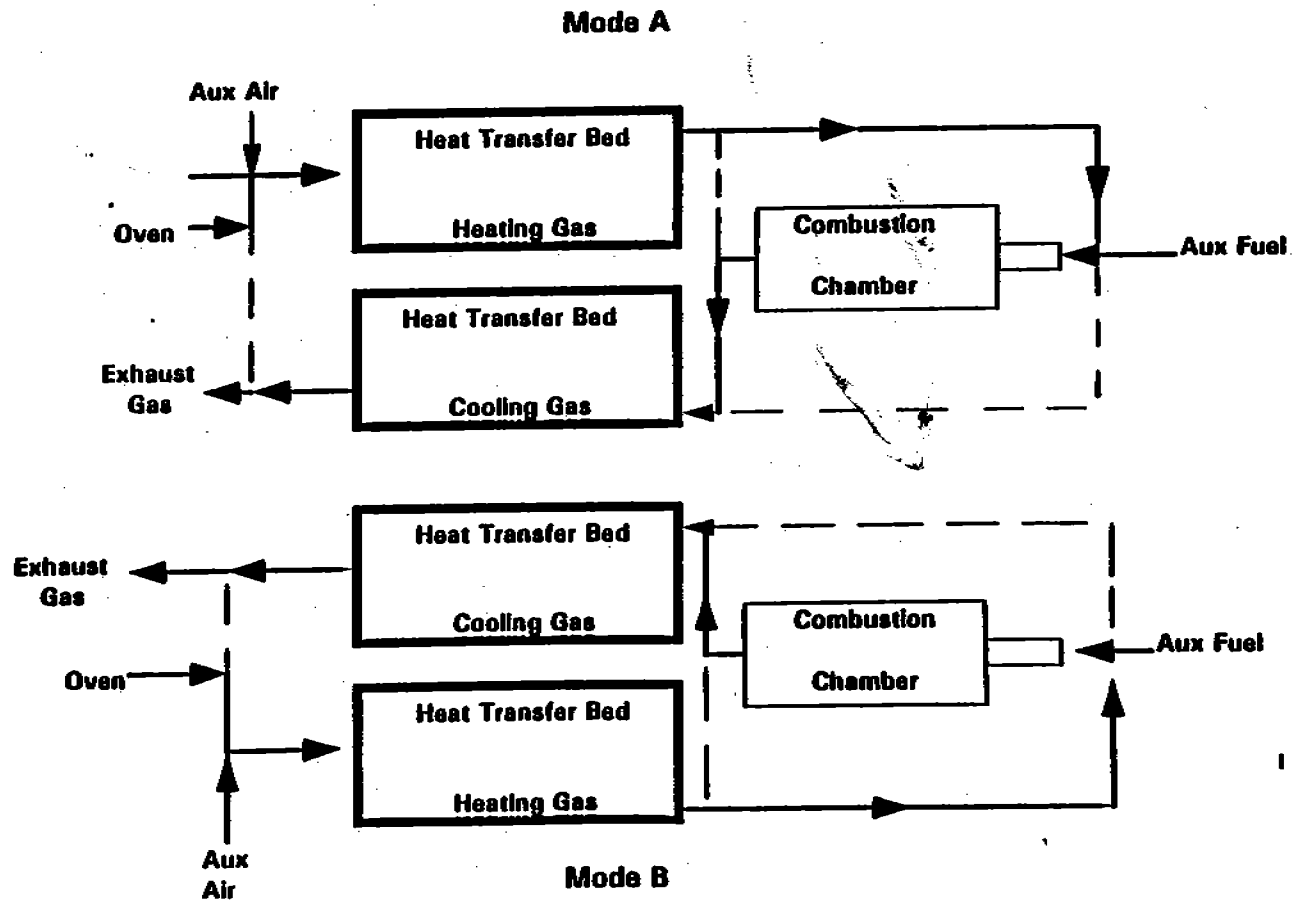 Mode A
Aux Air
Heat Transfer Bed
Heating Gas
Oven
Combustion
Chamber
Aux Fuel
Heat Transfer Bed
Cooling Gas
Exhaust
Gas
Heat Transfer Bed
Cooling Gas
Exhaust
Gas
Combustion
Chamber
Aux Fuel
Oven
Heat Transfer Bed
Heating Gas
Aux
Air
Mode B